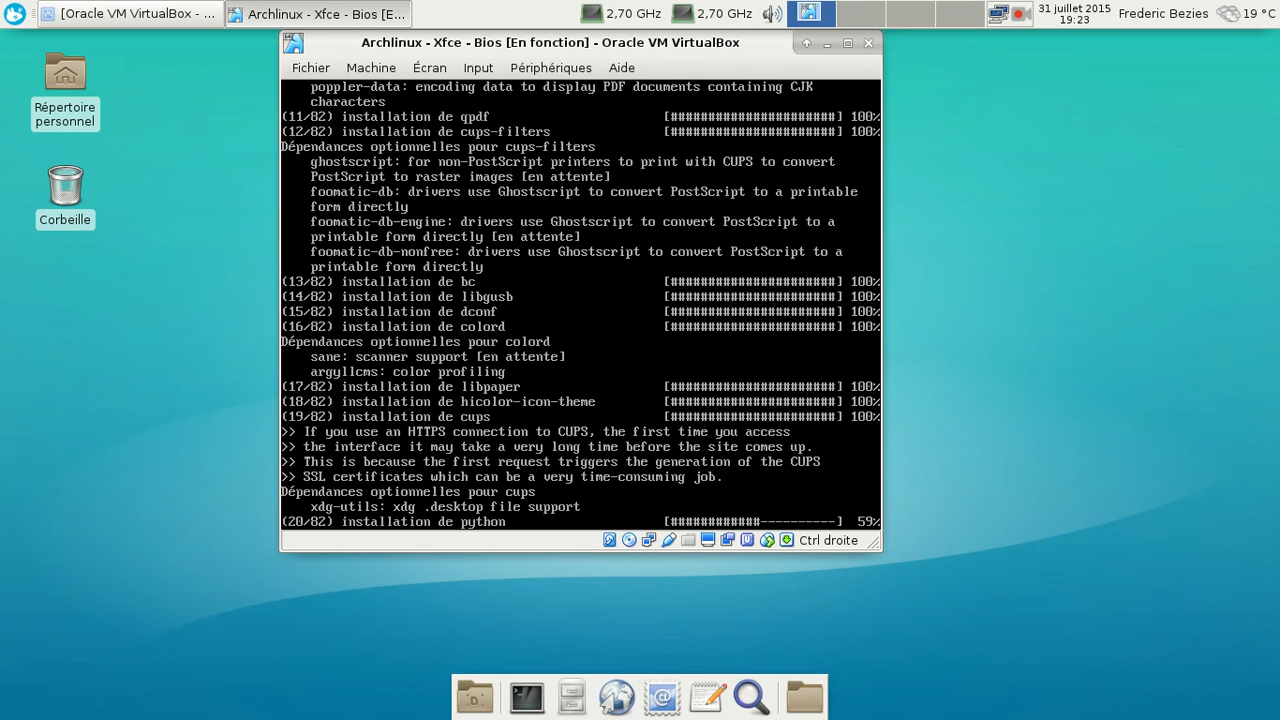 [Oracle VM VirtualBox - ...
Archlinux - Xfce - Bios [E...
2,70 GHz
2,70 GHz
31 juillet 2015
19:23
Frederic Bezies
19 °C
Répertoire
personnel
Corbeille
Archlinux - Xfce - Bios [En fonction] - Oracle VM VirtualBox
Fichier Machine Écran Input Périphériques Aide
poppler-data: encoding data to display PDF documents containing CJK
characters
(11/82) installation de qpdf [######################] 100%
(12/82) installation de cups-filters [######################] 100%
Dépendances optionnelles pour cups-filters
ghostscript: for non-PostScript printers to print with CUPS to convert
PostScript to raster images [en attente]
foomatic-db: drivers use Ghostscript to convert PostScript to a printable
form directly
foomatic-db-engine: drivers use Ghostscript to convert PostScript to a
printable form directly [en attente]
foomatic-db-nonfree: drivers use Ghostscript to convert PostScript to a
printable form directly
(13/82) installation de bc [######################] 100%
(14/82) installation de libgusb [######################] 100%
(15/82) installation de dconf [######################] 100%
(16/82) installation de colord [######################] 100%
Dépendances optionnelles pour colord
sane: scanner support [en attente]
argyllcms: color profiling
(17/82) installation de libpaper [######################] 100%
(18/82) installation de hicolor-icon-theme [######################] 100%
(19/82) installation de cups [######################] 100%
>> If you use an HTTPS connection to CUPS, the first time you access
>> the interface it may take a very long time before the site comes up.
>> This is because the first request triggers the generation of the CUPS
>> SSL certificates which can be a very time-consuming job.
Dépendances optionnelles pour cups
xdg-utils: xdg .desktop file support
(20/82) installation de python [############----------] 59%
Ctrl droite